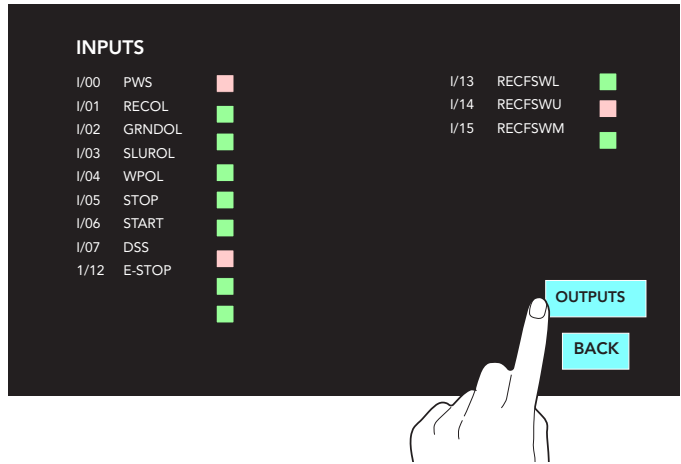 INPUTS
I/00 PWS
I/01 RECOL
I/02 GRNDOL
I/03 SLUROL
I/04 WPOL
I/05 STOP
I/06 START
I/07 DSS
1/12 E-STOP
I/13 RECFSWL
I/14 RECFSWU
I/15 RECFSWM
OUTPUTS
BACK